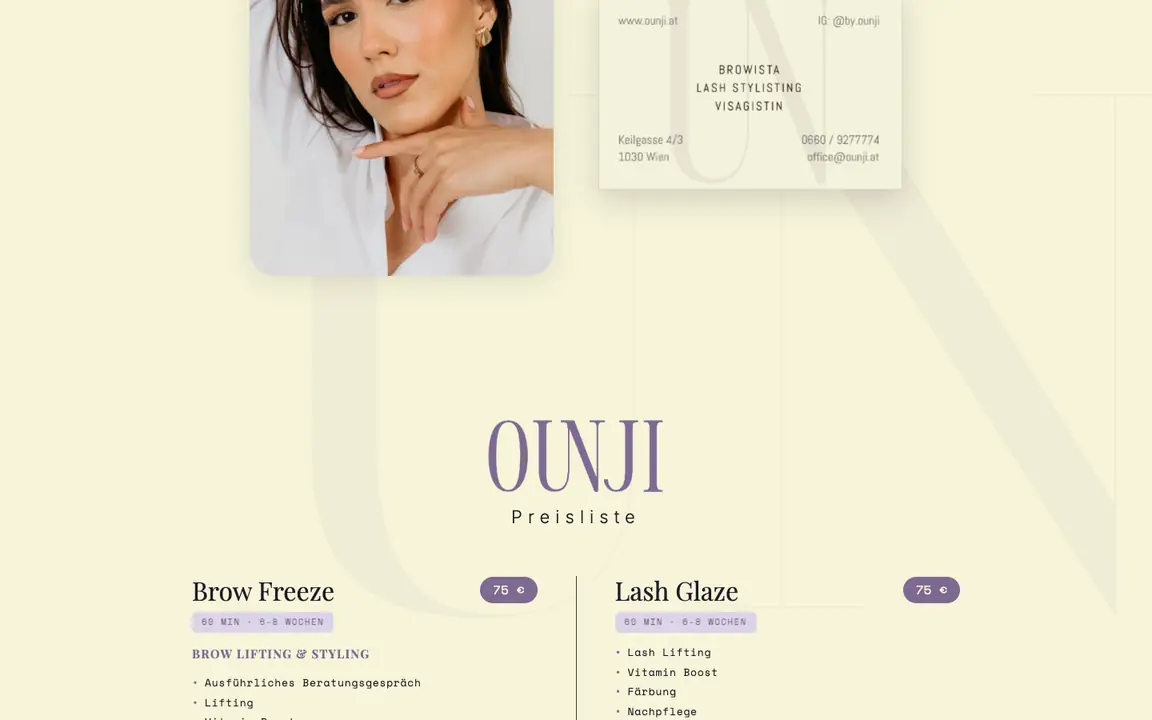 www.ounji.at
IG: @by.ounji
BROWISTA
LASH STYLISTING
VISAGISTIN
Keilgasse 4/3
0660 / 9277774
1030 Wien
office@ounji.at
OUNJI
Preisliste
Brow Freeze
75 €
60 MIN · 6-8 WOCHEN
BROW LIFTING & STYLING
• Ausführliches Beratungsgespräch
• Lifting
Lash Glaze
75 €
60 MIN · 6-8 WOCHEN
• Lash Lifting
• Vitamin Boost
• Färbung
• Nachpflege